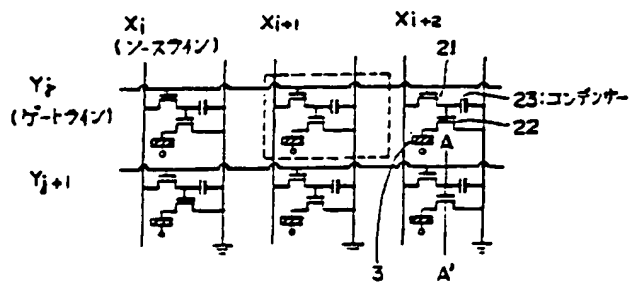 Xi
(ソースライン)
Xi+1
Xi+2
21
Yj
(ゲートライン)
23:コンデンサー
22
A
Yj+1
3
A'